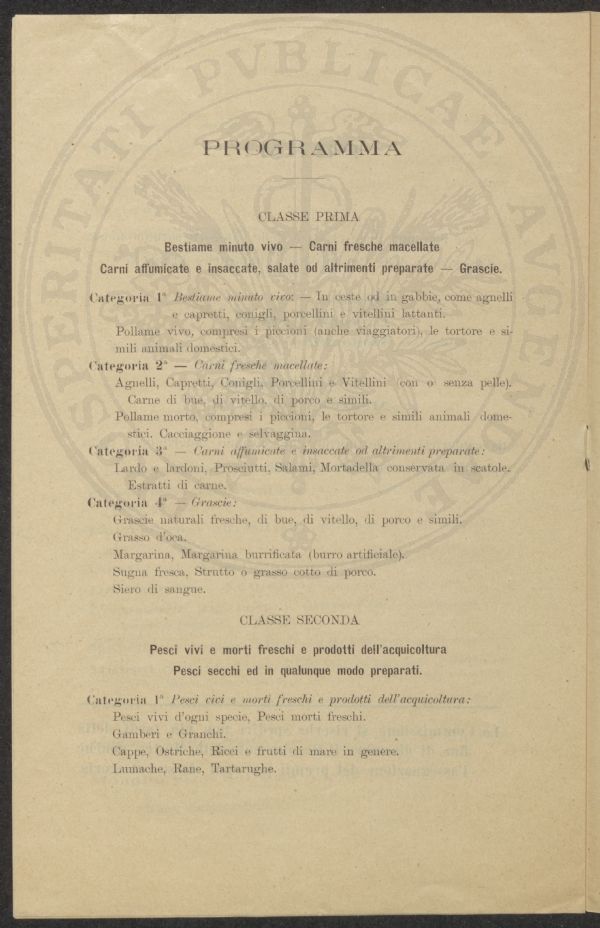 PROGRAMMA
CLASSE PRIMA
Bestiame minuto vivo — Carni fresche macellate
Carni affumicate e insaccate, salate od altrimenti preparate — Grascie.
Categoria 1ª Bestiame minuto vivo: — In ceste od in gabbie, come agnelli
e capretti, conigli, porcellini e vitellini lattanti.
Pollame vivo, compresi i piccioni (anche viaggiatori), le tortore e si-
mili animali domestici.
Categoria 2ª — Carni fresche macellate:
Agnelli, Capretti, Conigli, Porcellini e Vitellini (con o senza pelle).
Carne di bue, di vitello, di porco e simili.
Pollame morto, compresi i piccioni, le tortore e simili animali dome-
stici. Cacciaggione e selvaggina.
Categoria 3ª — Carni affumicate e insaccate od altrimenti preparate:
Lardo e lardoni, Prosciutti, Salami, Mortadella conservata in scatole.
Estratti di carne.
Categoria 4ª — Grascie:
Grascie naturali fresche, di bue, di vitello, di porco e simili.
Grasso d'oca.
Margarina, Margarina burrificata (burro artificiale).
Sugna fresca, Strutto o grasso cotto di porco.
Siero di sangue.
CLASSE SECONDA
Pesci vivi e morti freschi e prodotti dell'acquicoltura
Pesci secchi ed in qualunque modo preparati.
Categoria 1ª Pesci vivi e morti freschi e prodotti dell'acquicoltura:
Pesci vivi d'ogni specie, Pesci morti freschi.
Gamberi e Granchi.
Cappe, Ostriche, Ricci e frutti di mare in genere.
Lumache, Rane, Tartarughe.